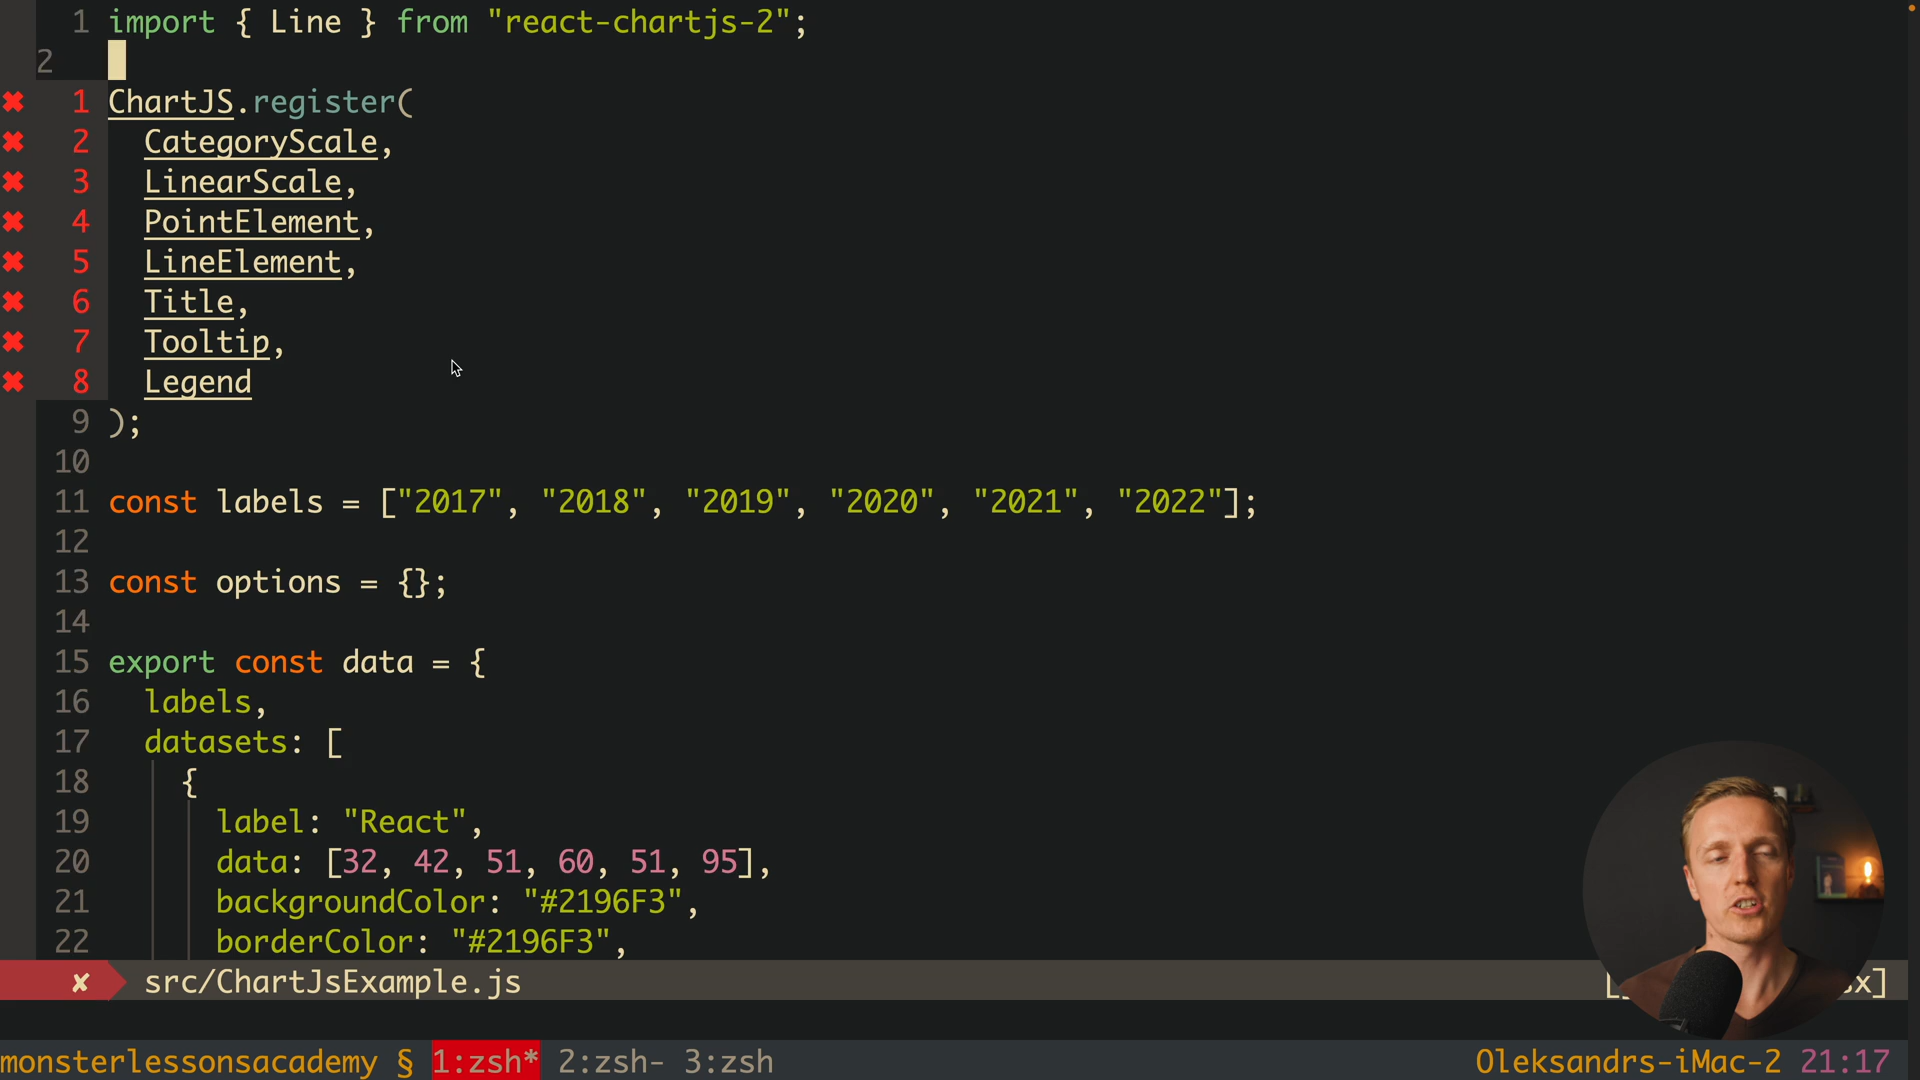 1 import { Line } from "react-chartjs-2";
2
✖ 1 ChartJS.register(
✖ 2 CategoryScale,
✖ 3 LinearScale,
✖ 4 PointElement,
✖ 5 LineElement,
✖ 6 Title,
✖ 7 Tooltip,
✖ 8 Legend
9 );
10
11 const labels = ["2017", "2018", "2019", "2020", "2021", "2022"];
12
13 const options = {};
14
15 export const data = {
16 labels,
17 datasets: [
18 {
19 label: "React",
20 data: [32, 42, 51, 60, 51, 95],
21 backgroundColor: "#2196F3",
22 borderColor: "#2196F3",
✘ src/ChartJsExample.js
monsterlessonsacademy § 1:zsh* 2:zsh- 3:zsh Oleksandrs-iMac-2 21:17